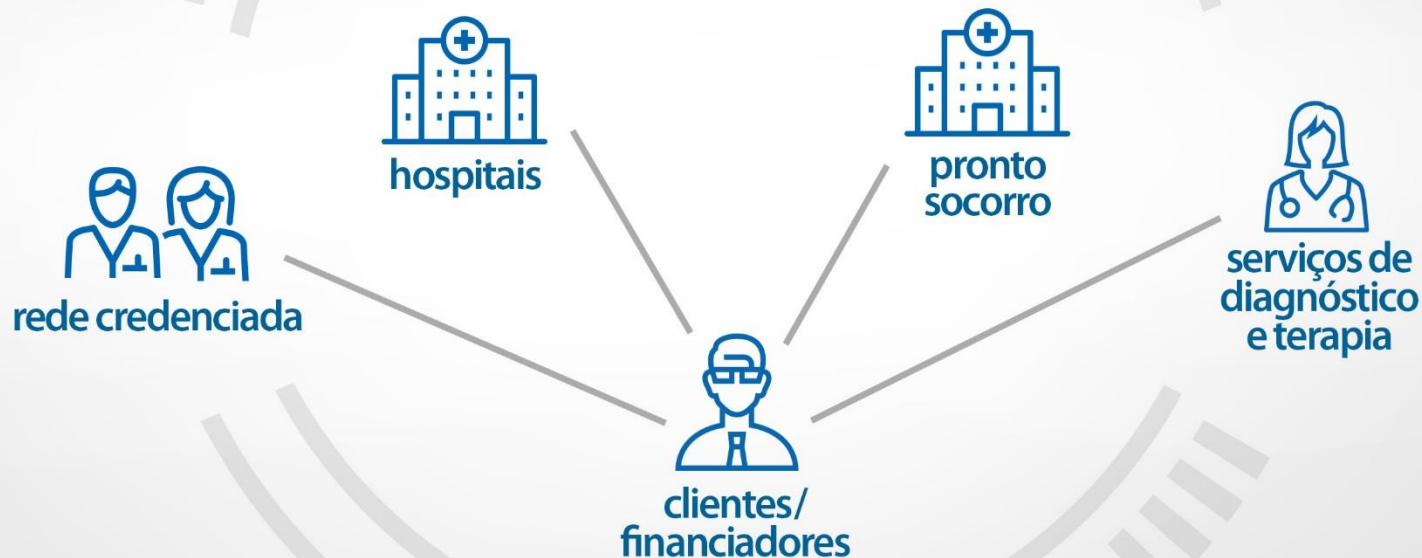 hospitais
pronto
socorro
rede credenciada
serviços de
diagnóstico
e terapia
clientes/
financiadores